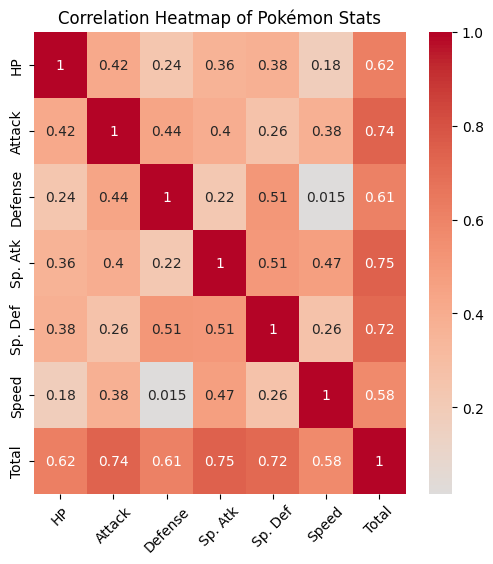 Correlation Heatmap of Pokémon Stats
HP 1 0.42 0.24 0.36 0.38 0.18 0.62
Attack 0.42 1 0.44 0.4 0.26 0.38 0.74
Defense 0.24 0.44 1 0.22 0.51 0.015 0.61
Sp. Atk 0.36 0.4 0.22 1 0.51 0.47 0.75
Sp. Def 0.38 0.26 0.51 0.51 1 0.26 0.72
Speed 0.18 0.38 0.015 0.47 0.26 1 0.58
Total 0.62 0.74 0.61 0.75 0.72 0.58 1
HP Attack Defense Sp. Atk Sp. Def Speed Total
1.0
0.8
0.6
0.4
0.2